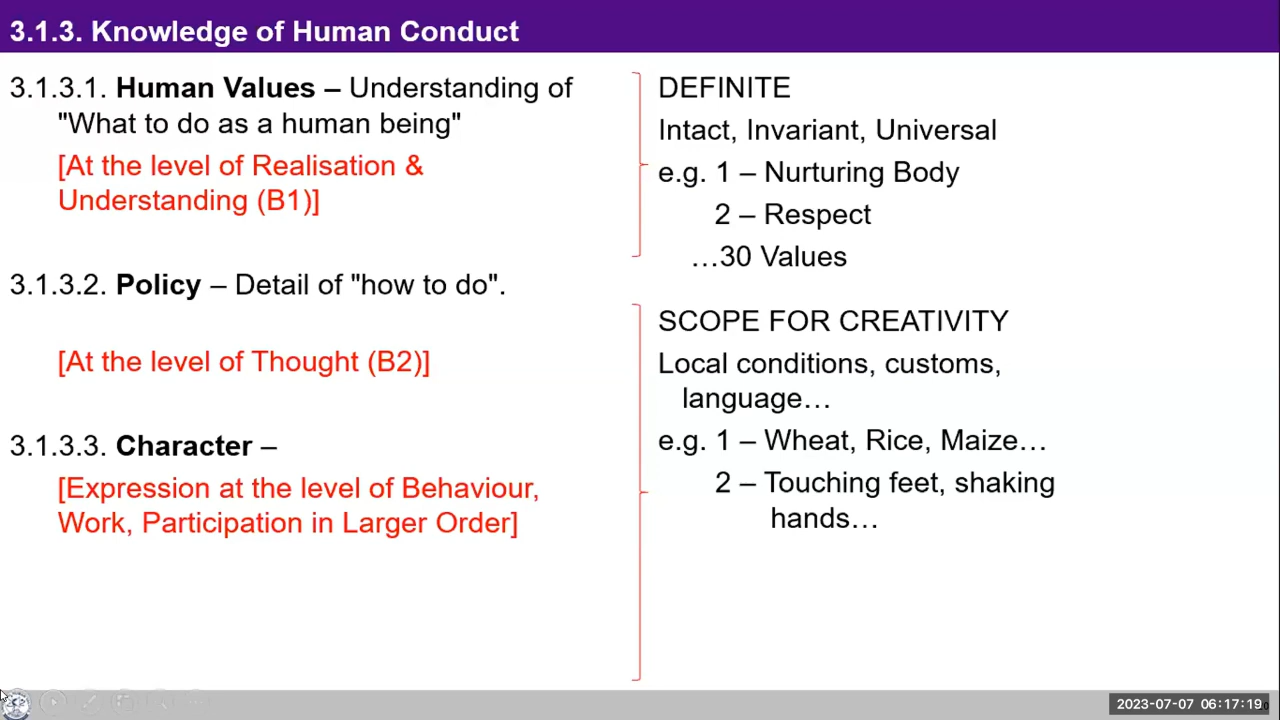 3.1.3. Knowledge of Human Conduct
3.1.3.1. Human Values – Understanding of
"What to do as a human being"
[At the level of Realisation &
Understanding (B1)]
3.1.3.2. Policy – Detail of "how to do".
[At the level of Thought (B2)]
3.1.3.3. Character –
[Expression at the level of Behaviour,
Work, Participation in Larger Order]
DEFINITE
Intact, Invariant, Universal
e.g. 1 – Nurturing Body
2 – Respect
…30 Values
SCOPE FOR CREATIVITY
Local conditions, customs,
language…
e.g. 1 – Wheat, Rice, Maize…
2 – Touching feet, shaking
hands…
2023-07-07 06:17:19